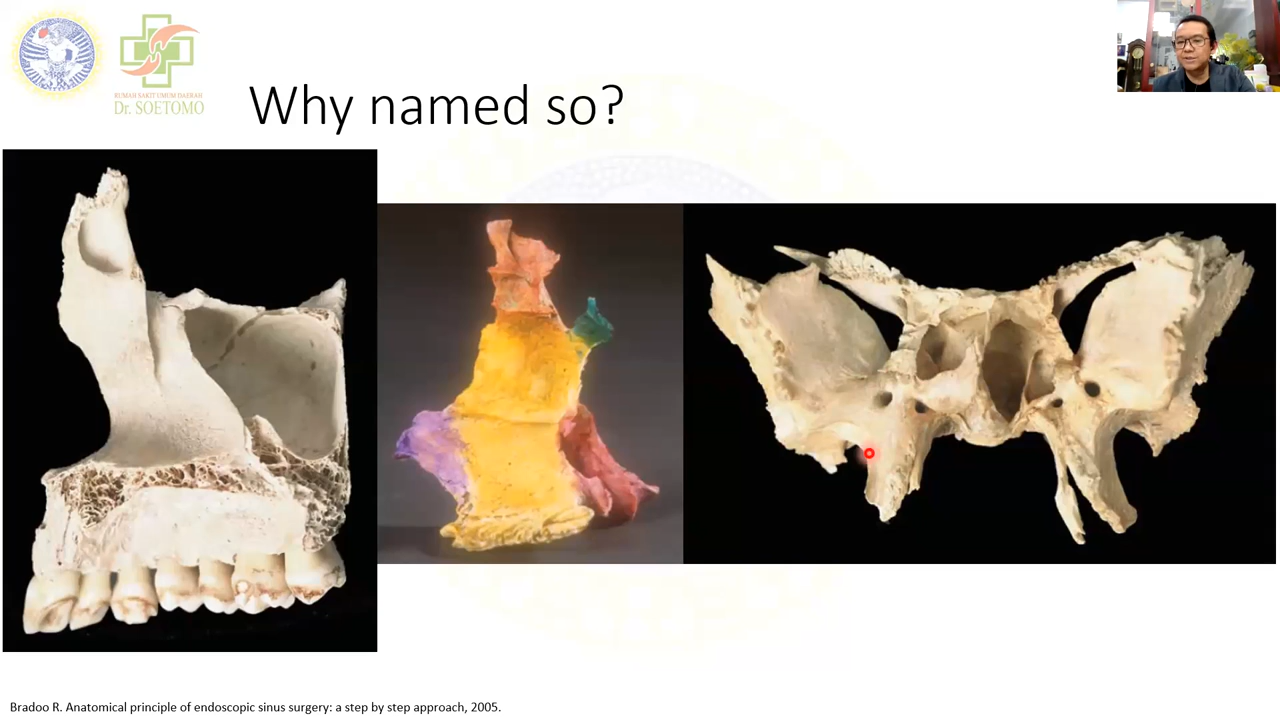 RUMAH SAKIT UMUM DAERAH
Dr. SOETOMO
Why named so?
Bradoo R. Anatomical principle of endoscopic sinus surgery: a step by step approach, 2005.